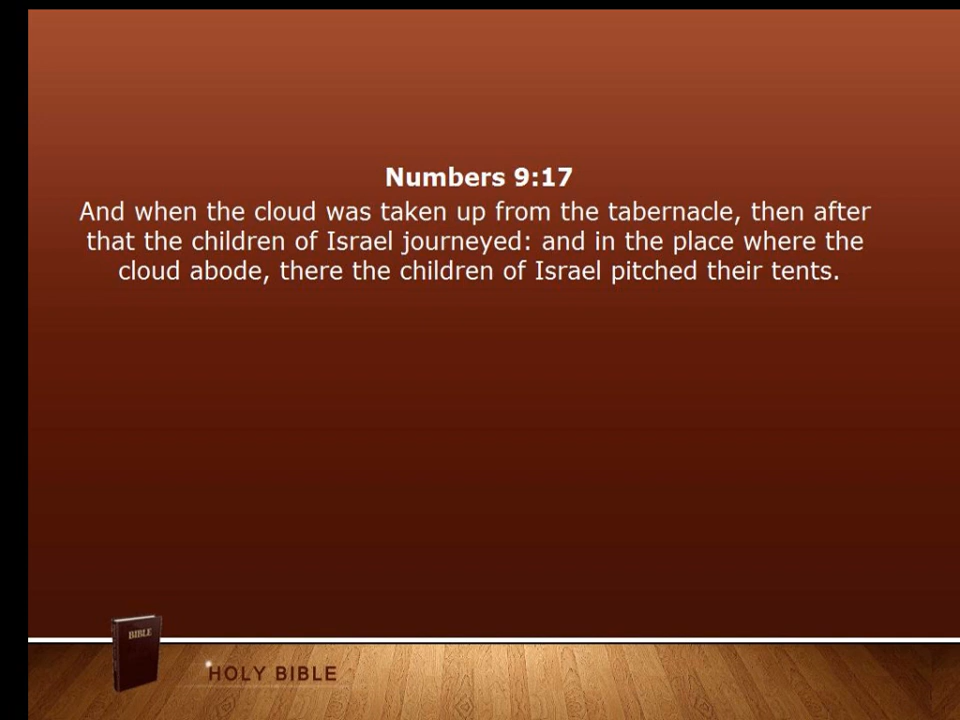 Numbers 9:17
And when the cloud was taken up from the tabernacle, then after
that the children of Israel journeyed: and in the place where the
cloud abode, there the children of Israel pitched their tents.
BIBLE
HOLY BIBLE